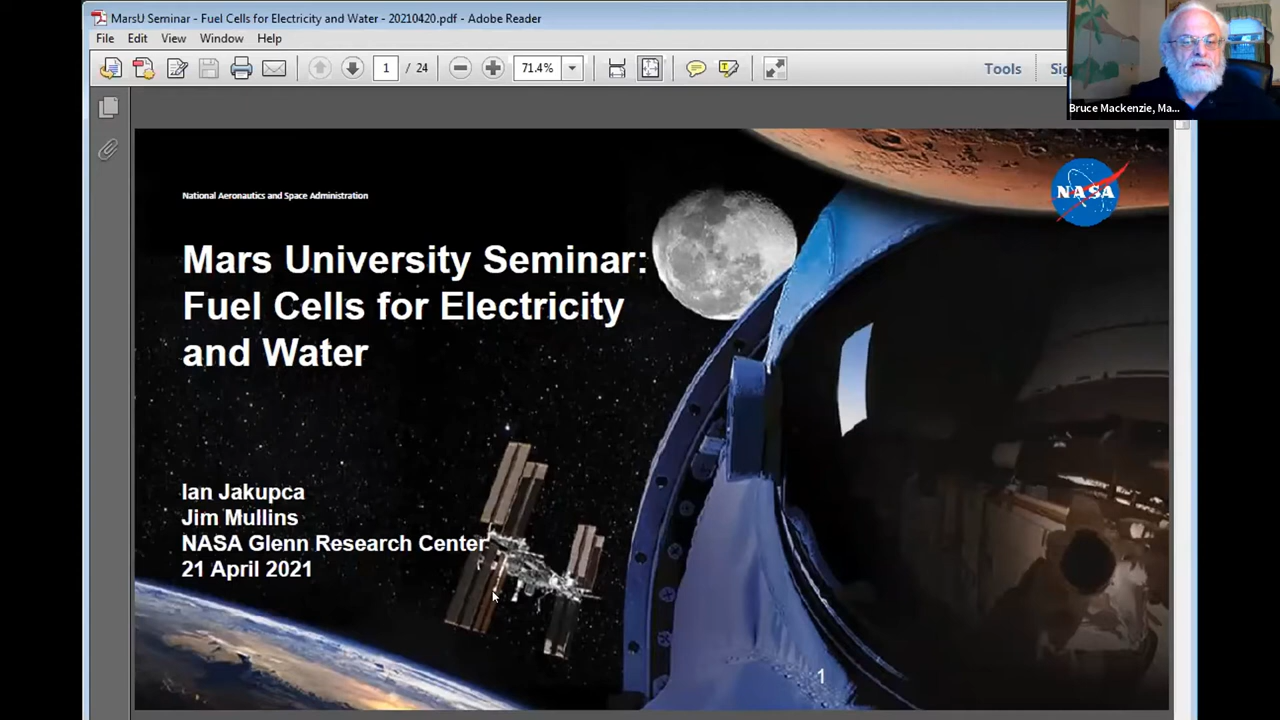 MarsU Seminar - Fuel Cells for Electricity and Water - 20210420.pdf - Adobe Reader
File Edit View Window Help
1 / 24 71.4% Tools
Bruce Mackenzie, Ma...
National Aeronautics and Space Administration
NASA
Mars University Seminar:
Fuel Cells for Electricity
and Water
Ian Jakupca
Jim Mullins
NASA Glenn Research Center
21 April 2021
1